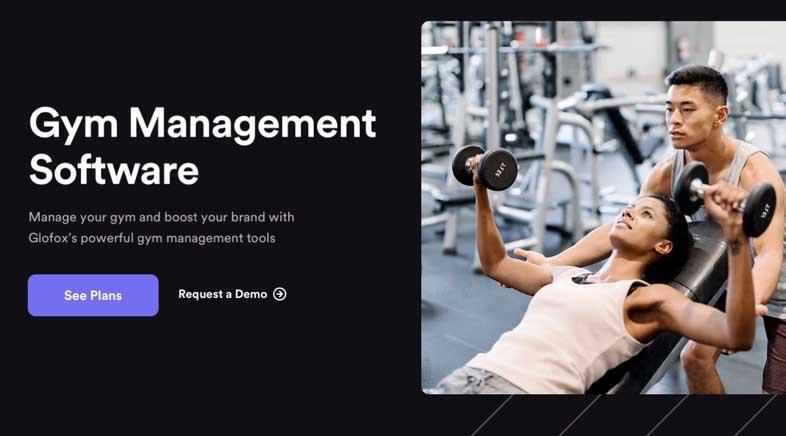 Gym Management
Software
Manage your gym and boost your brand with
Glofox's powerful gym management tools
See Plans
Request a Demo